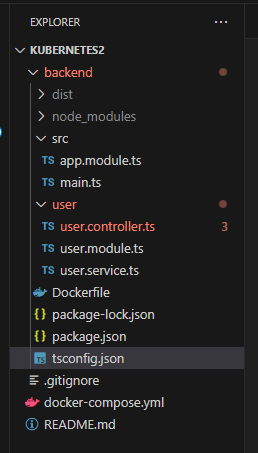 EXPLORER
KUBERNETES2
backend
dist
node_modules
src
TS app.module.ts
TS main.ts
user
TS user.controller.ts 3
TS user.module.ts
TS user.service.ts
Dockerfile
{} package-lock.json
{} package.json
TS tsconfig.json
.gitignore
docker-compose.yml
README.md